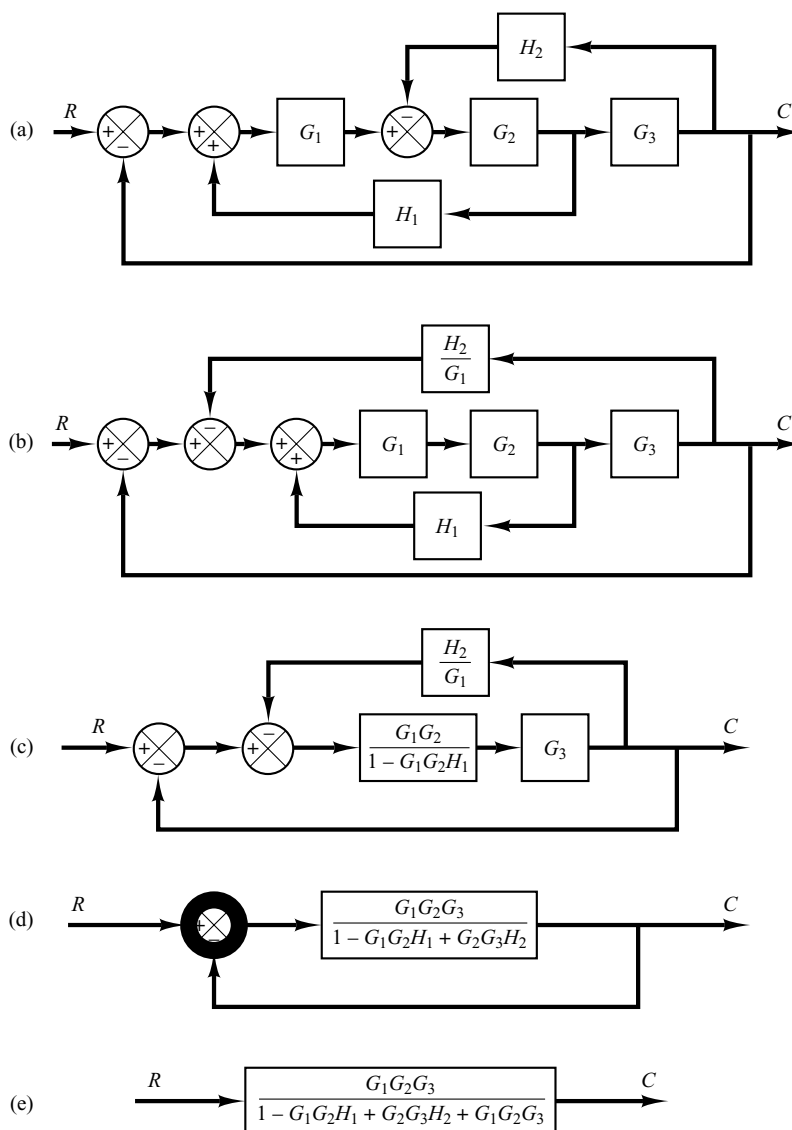 H₂
(a) R + − + + G₁ + − G₂ G₃ C
H₁
H₂
G₁
(b) R + − + − + + G₁ G₂ G₃ C
H₁
H₂
G₁
(c) R + − + − G₁G₂ G₃ C
1 − G₁G₂H₁
(d) R + − G₁G₂G₃ C
1 − G₁G₂H₁ + G₂G₃H₂
(e) R G₁G₂G₃ C
1 − G₁G₂H₁ + G₂G₃H₂ + G₁G₂G₃